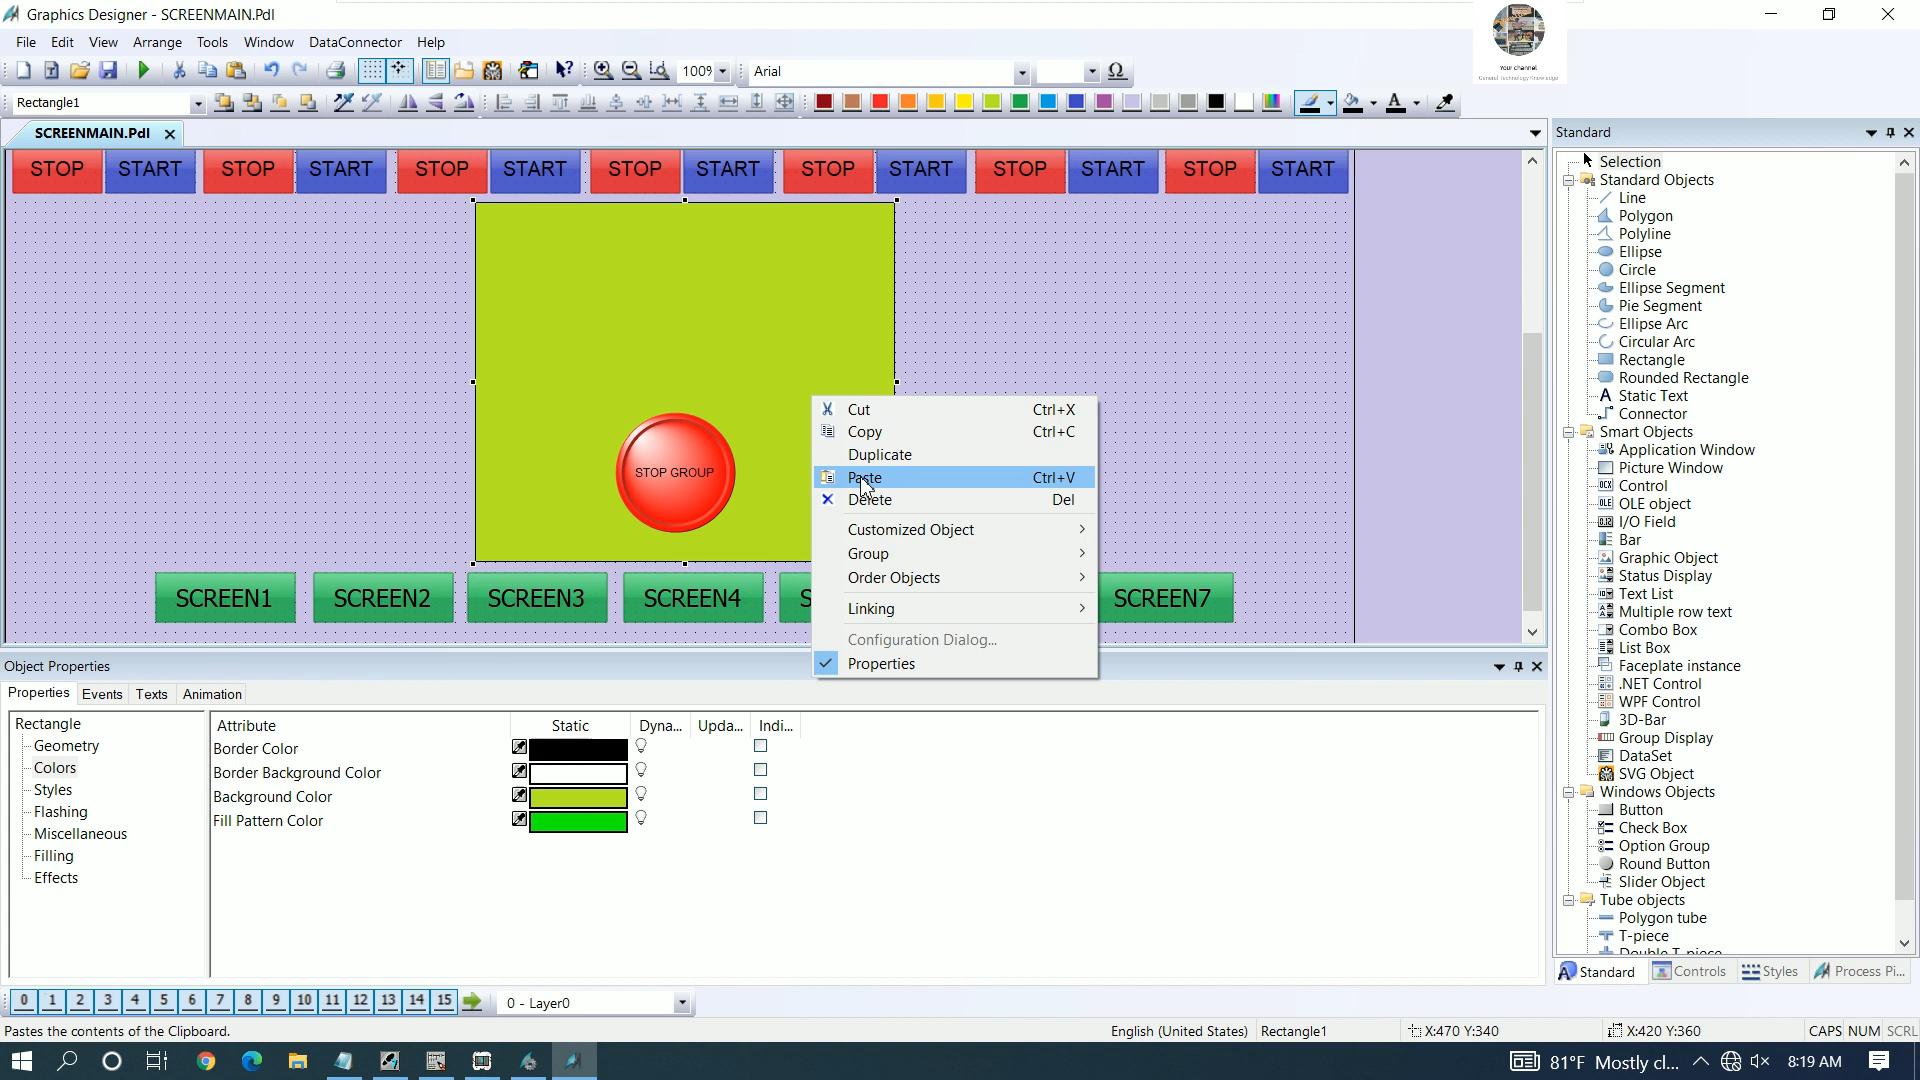 Graphics Designer - SCREENMAIN.Pdl
Your channel
General Technology Knowledge
File Edit View Arrange Tools Window DataConnector Help
100% Arial Ω
Rectangle1
SCREENMAIN.Pdl
STOP START STOP START STOP START STOP START STOP START STOP START STOP START
STOP GROUP
SCREEN1 SCREEN2 SCREEN3 SCREEN4 S SCREEN7
Cut Ctrl+X
Copy Ctrl+C
Duplicate
Paste Ctrl+V
Delete Del
Customized Object
Group
Order Objects
Linking
Configuration Dialog...
Properties
Standard
Selection
Standard Objects
Line
Polygon
Polyline
Ellipse
Circle
Ellipse Segment
Pie Segment
Ellipse Arc
Circular Arc
Rectangle
Rounded Rectangle
Static Text
Connector
Smart Objects
Application Window
Picture Window
Control
OLE object
I/O Field
Bar
Graphic Object
Status Display
Text List
Multiple row text
Combo Box
List Box
Faceplate instance
.NET Control
WPF Control
3D-Bar
Group Display
DataSet
SVG Object
Windows Objects
Button
Check Box
Option Group
Round Button
Slider Object
Tube objects
Polygon tube
T-piece
Double T-piece
Standard Controls Styles Process Pi...
Object Properties
Properties Events Texts Animation
Rectangle
Geometry
Colors
Styles
Flashing
Miscellaneous
Filling
Effects
Attribute Static Dyna... Upda... Indi...
Border Color
Border Background Color
Background Color
Fill Pattern Color
0 1 2 3 4 5 6 7 8 9 10 11 12 13 14 15 0 - Layer0
Pastes the contents of the Clipboard. English (United States) Rectangle1 X:470 Y:340 X:420 Y:360 CAPS NUM SCRL
81°F Mostly cl... 8:19 AM